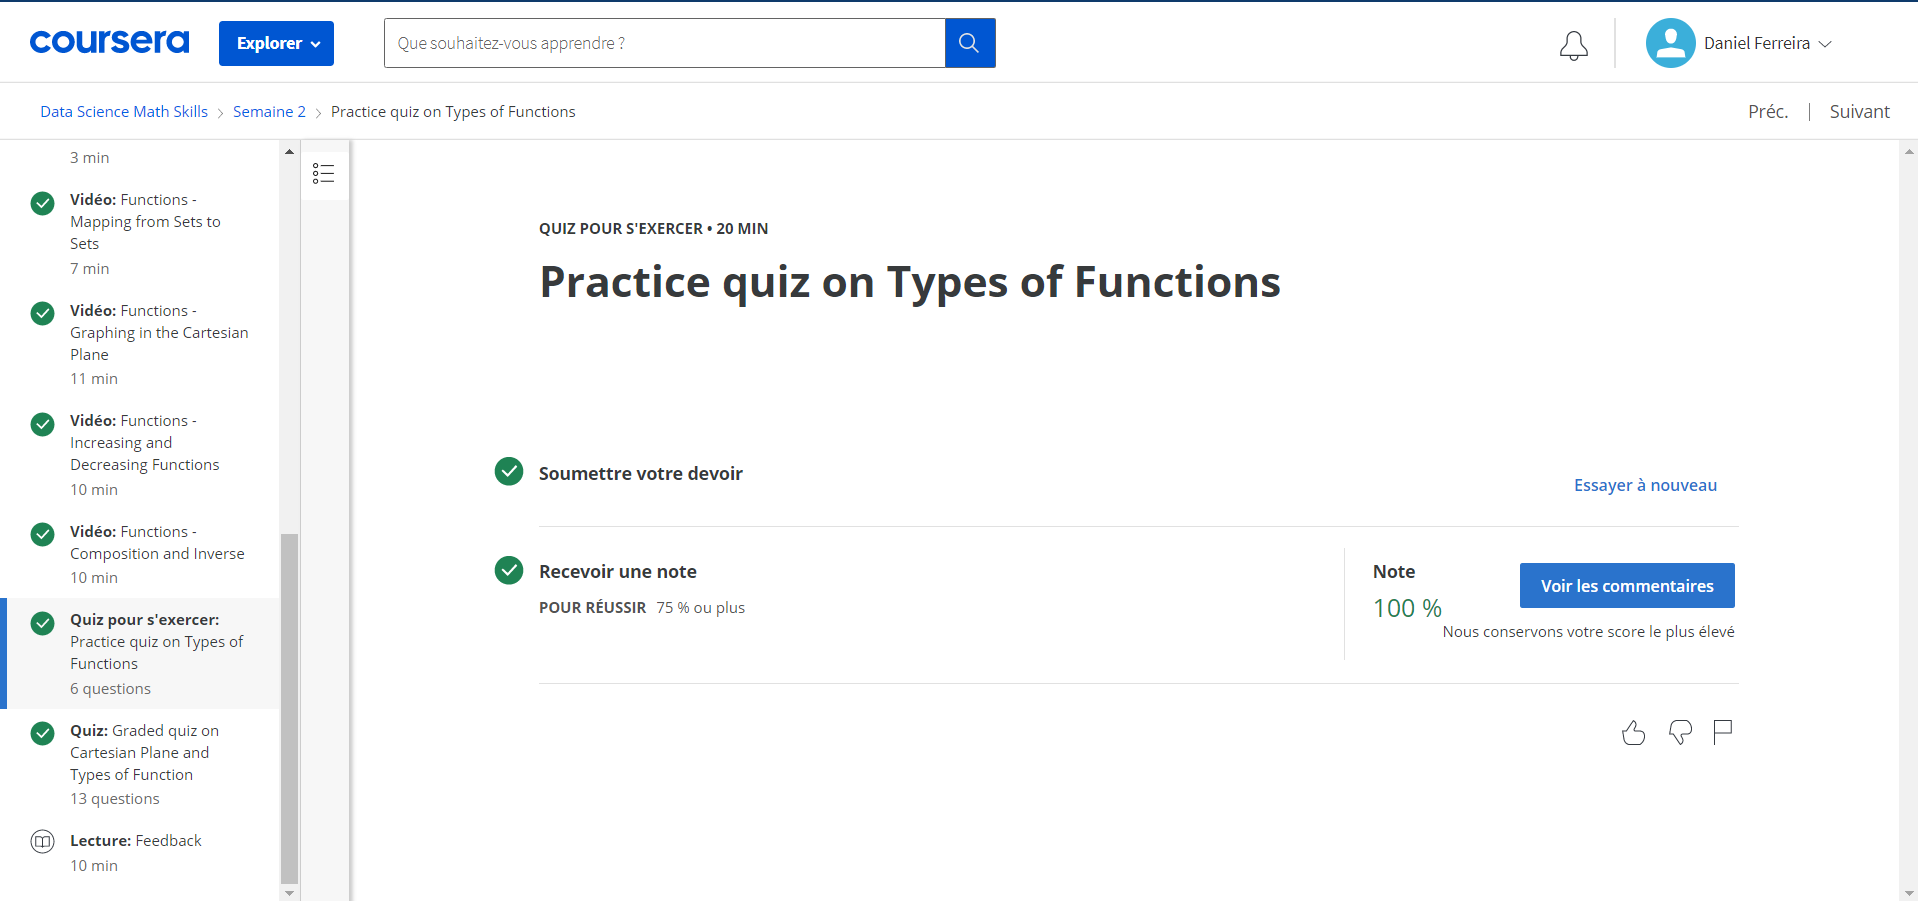 coursera
Explorer
Que souhaitez-vous apprendre ?
Daniel Ferreira
Data Science Math Skills
Semaine 2
Practice quiz on Types of Functions
Préc.
Suivant
3 min
Vidéo: Functions -
Mapping from Sets to
Sets
7 min
Vidéo: Functions -
Graphing in the Cartesian
Plane
11 min
Vidéo: Functions -
Increasing and
Decreasing Functions
10 min
Vidéo: Functions -
Composition and Inverse
10 min
Quiz pour s'exercer:
Practice quiz on Types of
Functions
6 questions
Quiz: Graded quiz on
Cartesian Plane and
Types of Function
13 questions
Lecture: Feedback
10 min
QUIZ POUR S'EXERCER • 20 MIN
Practice quiz on Types of Functions
Soumettre votre devoir
Essayer à nouveau
Recevoir une note
POUR RÉUSSIR 75 % ou plus
Note
100 %
Voir les commentaires
Nous conservons votre score le plus élevé